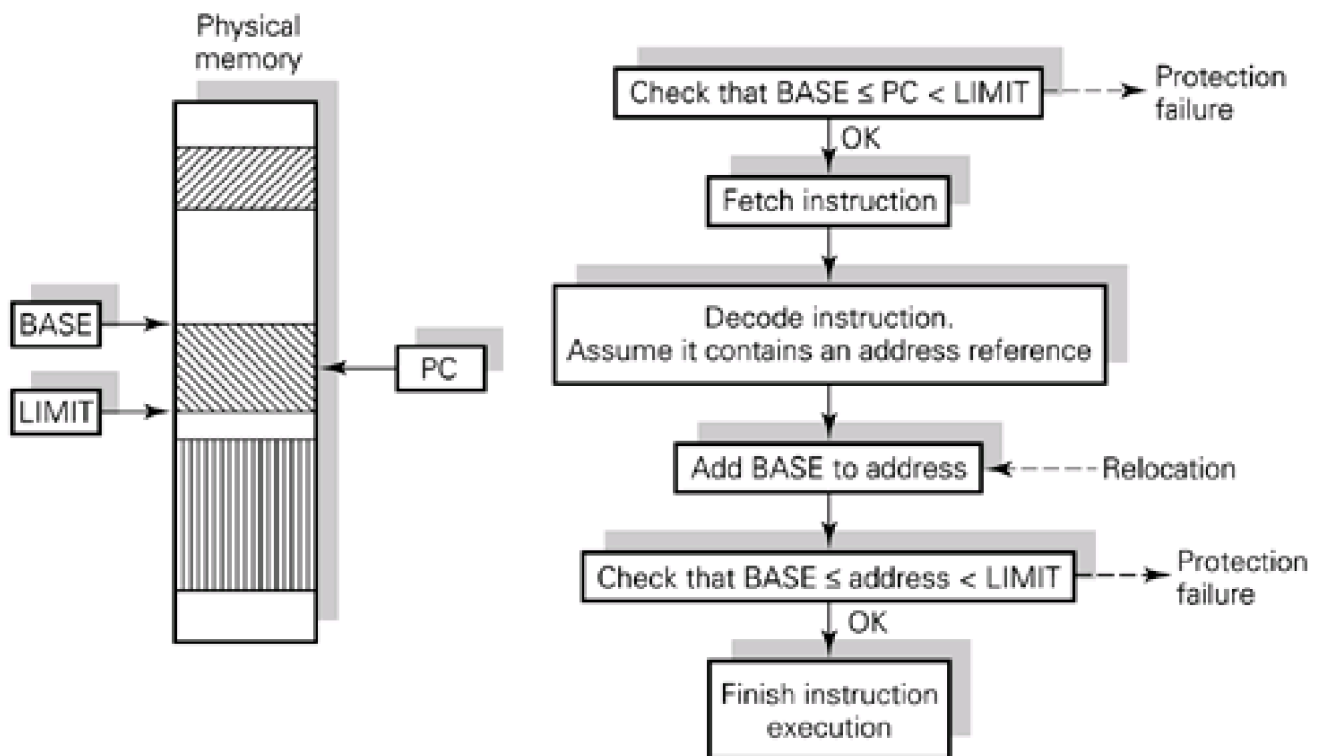 Physical
memory
BASE
LIMIT
PC
Check that BASE ≤ PC < LIMIT
Protection
failure
OK
Fetch instruction
Decode instruction.
Assume it contains an address reference
Add BASE to address
Relocation
Check that BASE ≤ address < LIMIT
Protection
failure
OK
Finish instruction
execution